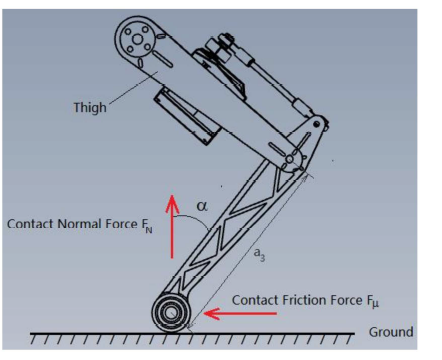 Thigh
α
Contact Normal Force F_N
a_3
Contact Friction Force F_μ
Ground